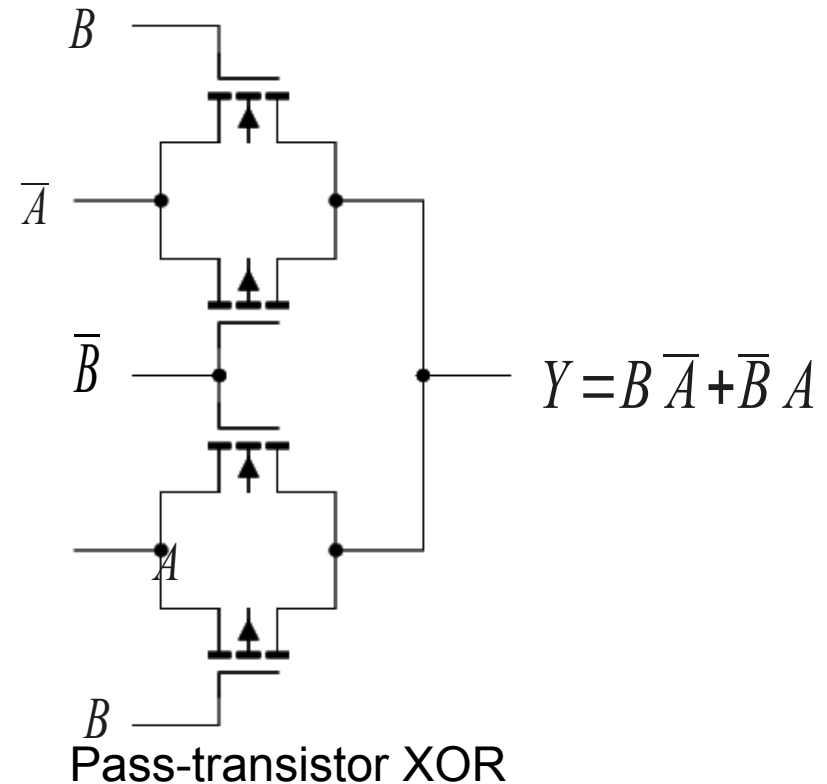 B
A̅
B̅
Y = B A̅ + B̅ A
A
B
Pass-transistor XOR